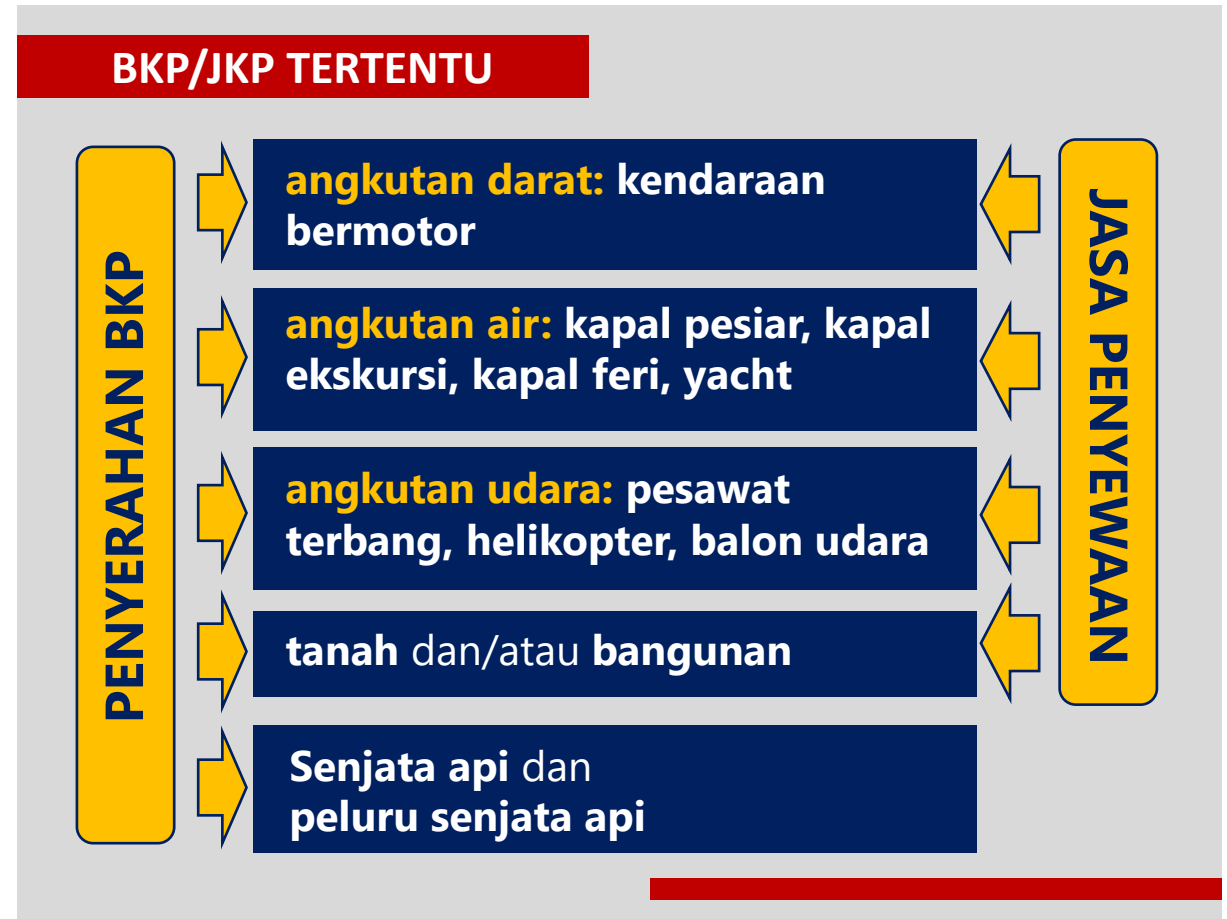 BKP/JKP TERTENTU
PENYERAHAN BKP
angkutan darat: kendaraan
bermotor
angkutan air: kapal pesiar, kapal
ekskursi, kapal feri, yacht
angkutan udara: pesawat
terbang, helikopter, balon udara
tanah dan/atau bangunan
Senjata api dan
peluru senjata api
JASA PENYEWAAN